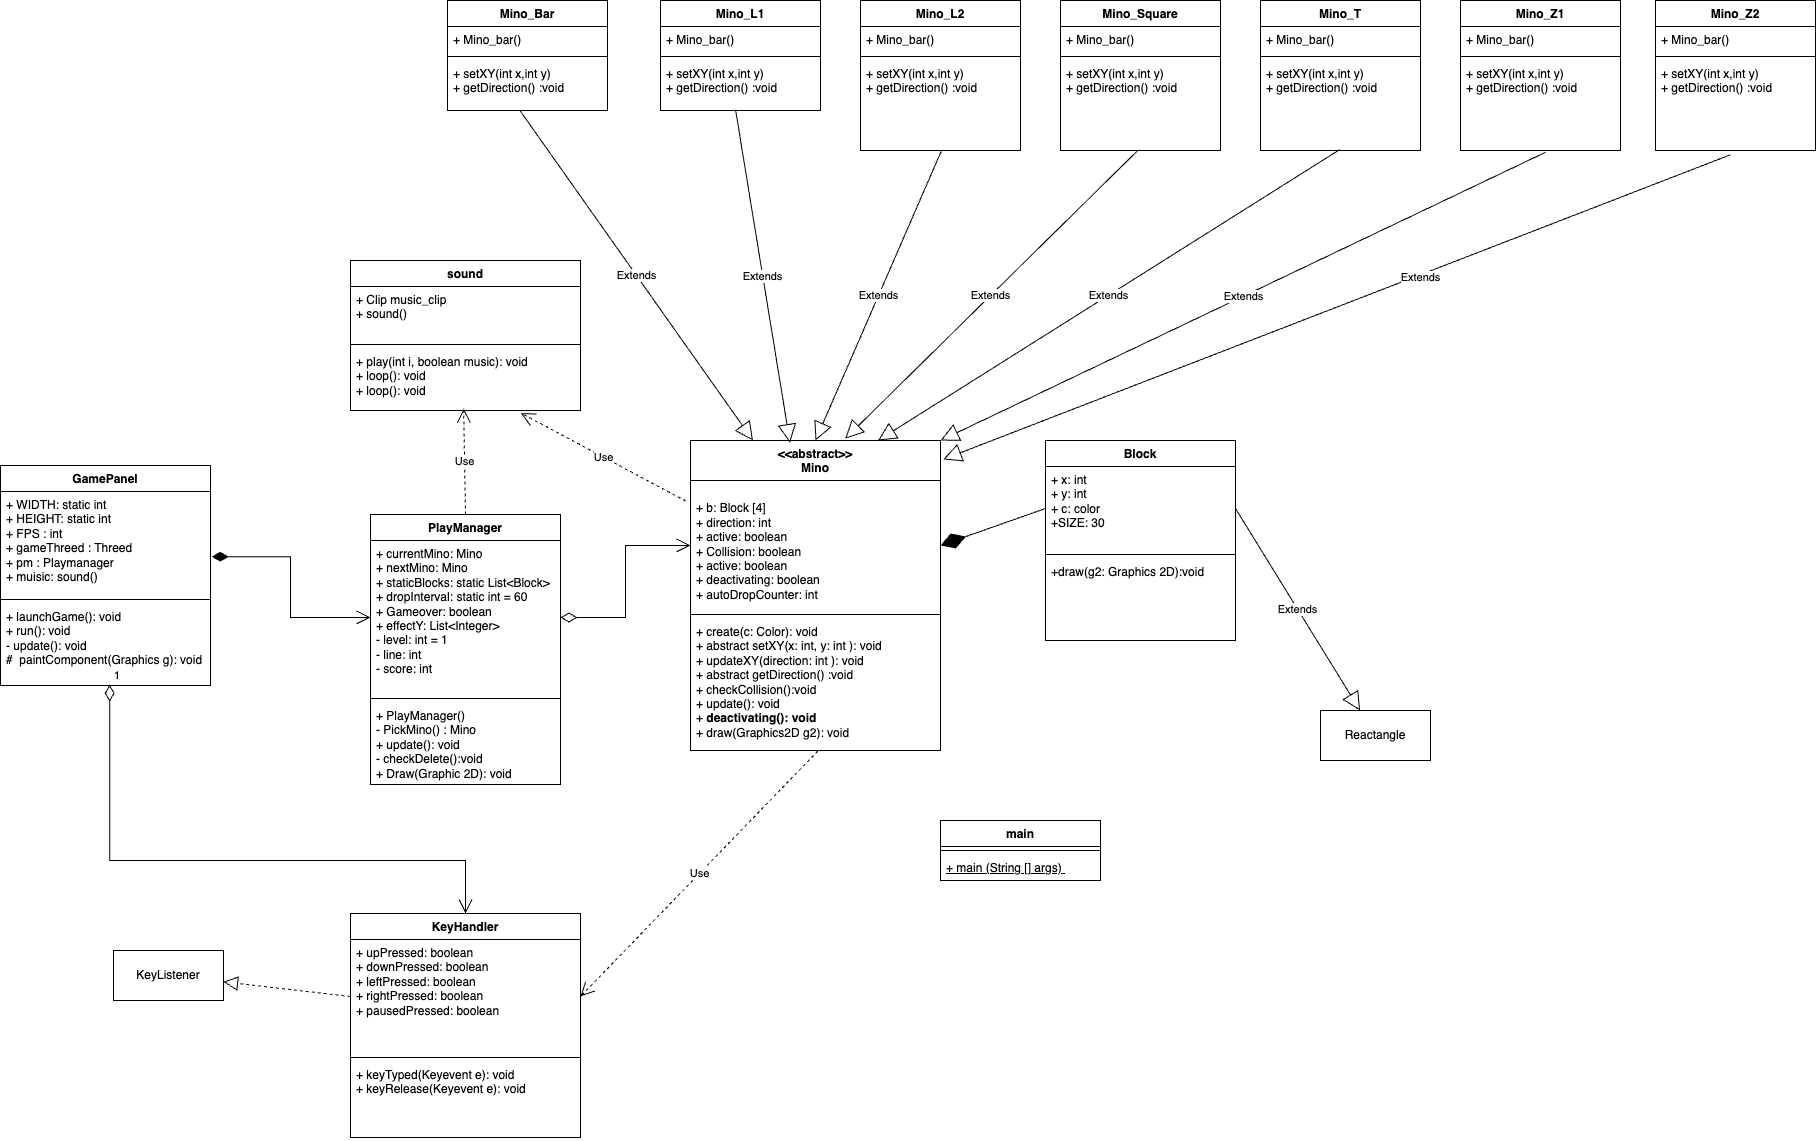 Mino_Bar
+ Mino_bar()
+ setXY(int x,int y)
+ getDirection() :void
Mino_L1
+ Mino_bar()
+ setXY(int x,int y)
+ getDirection() :void
Mino_L2
+ Mino_bar()
+ setXY(int x,int y)
+ getDirection() :void
Mino_Square
+ Mino_bar()
+ setXY(int x,int y)
+ getDirection() :void
Mino_T
+ Mino_bar()
+ setXY(int x,int y)
+ getDirection() :void
Mino_Z1
+ Mino_bar()
+ setXY(int x,int y)
+ getDirection() :void
Mino_Z2
+ Mino_bar()
+ setXY(int x,int y)
+ getDirection() :void
Extends
Extends
Extends
Extends
Extends
Extends
Extends
sound
+ Clip music_clip
+ sound()
+ play(int i, boolean music): void
+ loop(): void
+ loop(): void
Use
Use
GamePanel
+ WIDTH: static int
+ HEIGHT: static int
+ FPS : int
+ gameThreed : Threed
+ pm : Playmanager
+ muisic: sound()
+ launchGame(): void
+ run(): void
- update(): void
# paintComponent(Graphics g): void
1
PlayManager
+ currentMino: Mino
+ nextMino: Mino
+ staticBlocks: static List<Block>
+ dropInterval: static int = 60
+ Gameover: boolean
+ effectY: List<Integer>
- level: int = 1
- line: int
- score: int
+ PlayManager()
- PickMino() : Mino
+ update(): void
- checkDelete():void
+ Draw(Graphic 2D): void
<<abstract>>
Mino
+ b: Block [4]
+ direction: int
+ active: boolean
+ Collision: boolean
+ active: boolean
+ deactivating: boolean
+ autoDropCounter: int
+ create(c: Color): void
+ abstract setXY(x: int, y: int ): void
+ updateXY(direction: int ): void
+ abstract getDirection() :void
+ checkCollision():void
+ update(): void
+ deactivating(): void
+ draw(Graphics2D g2): void
Block
+ x: int
+ y: int
+ c: color
+SIZE: 30
+draw(g2: Graphics 2D):void
Extends
Reactangle
main
+ main (String [] args)
Use
KeyHandler
+ upPressed: boolean
+ downPressed: boolean
+ leftPressed: boolean
+ rightPressed: boolean
+ pausedPressed: boolean
+ keyTyped(Keyevent e): void
+ keyRelease(Keyevent e): void
KeyListener